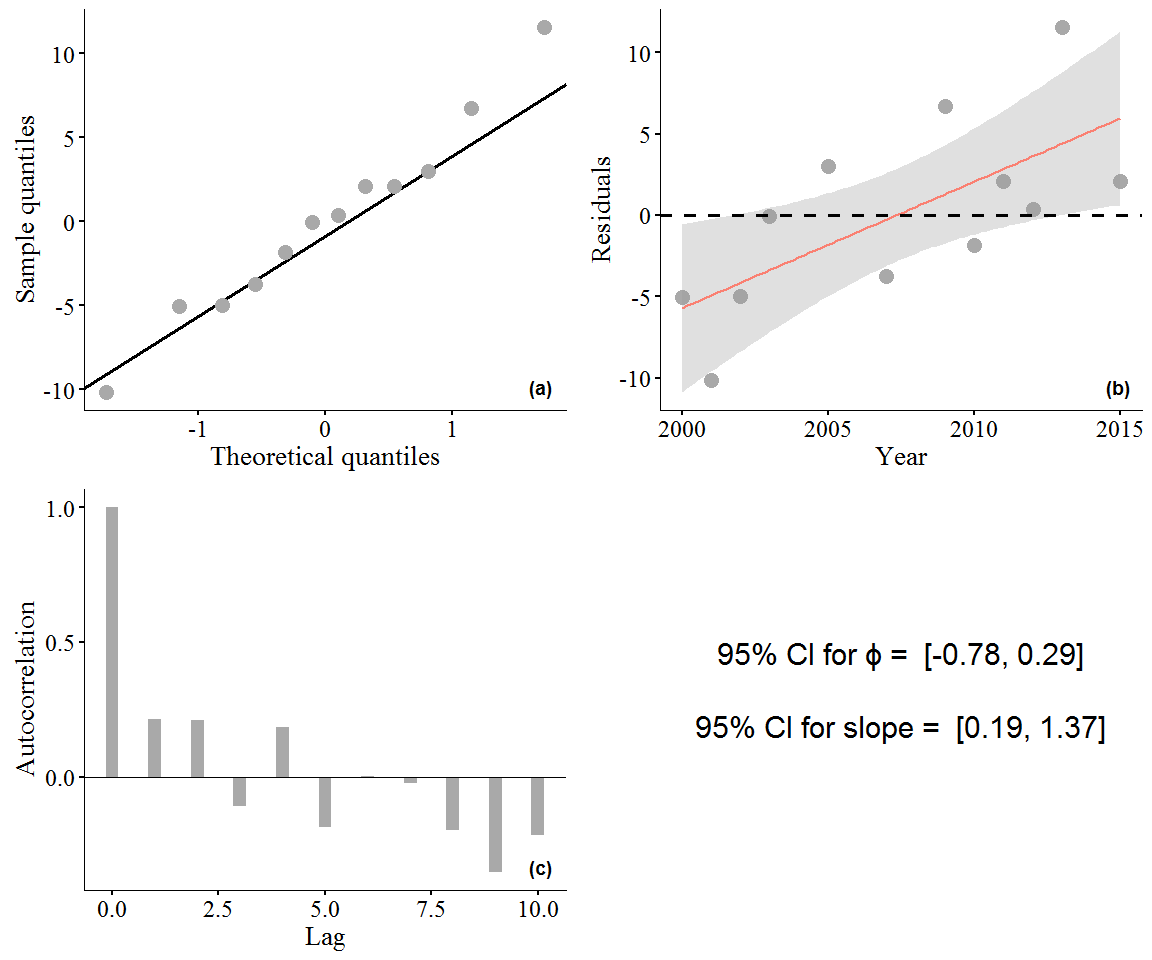 10
5
0
-5
-10
Sample quantiles
(a)
-1 0 1
Theoretical quantiles
10
5
0
-5
-10
Residuals
(b)
2000 2005 2010 2015
Year
1.0
0.5
0.0
Autocorrelation
(c)
0.0 2.5 5.0 7.5 10.0
Lag
95% CI for ϕ = [-0.78, 0.29]
95% CI for slope = [0.19, 1.37]